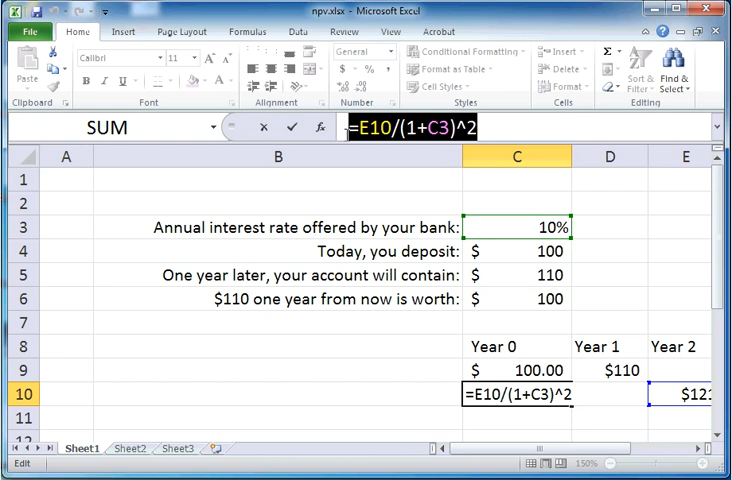 npv.xlsx - Microsoft Excel
File Home Insert Page Layout Formulas Data Review View Acrobat
Calibri 11 General Conditional Formatting Insert
Paste $ % , Format as Table Delete Sort & Find &
Cell Styles Format Filter Select
Clipboard Font Alignment Number Styles Cells Editing
SUM fx =E10/(1+C3)^2
A B C D E
1
2
3 Annual interest rate offered by your bank: 10%
4 Today, you deposit: $ 100
5 One year later, your account will contain: $ 110
6 $110 one year from now is worth: $ 100
7
8 Year 0 Year 1 Year 2
9 $ 100.00 $110
10 =E10/(1+C3)^2 $121
11
12
Sheet1 Sheet2 Sheet3
Edit 150%